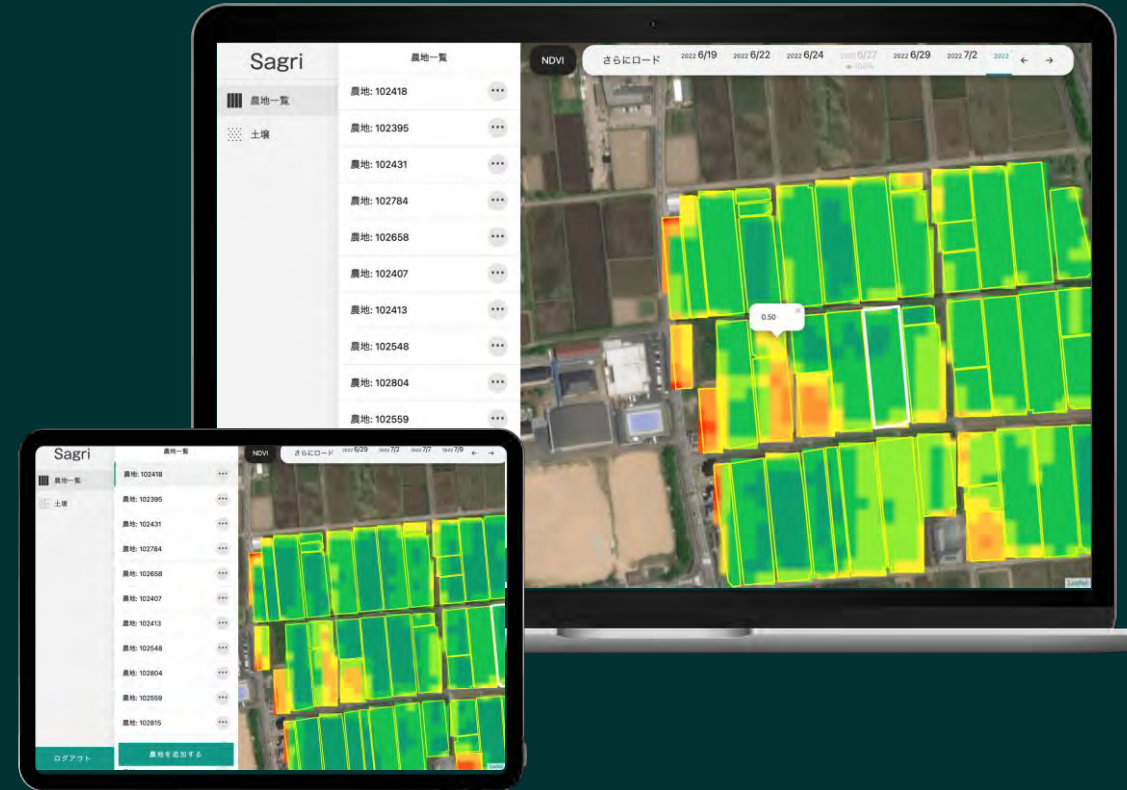 Sagri
農地一覧
土壌
農地一覧
農地: 102418
農地: 102395
農地: 102431
農地: 102784
農地: 102658
農地: 102407
農地: 102413
農地: 102548
農地: 102804
農地: 102559
NDVI
さらにロード
2022 6/19
2022 6/22
2022 6/24
2022 6/27
100%
2022 6/29
2022 7/2
2022
0.50
Leaflet
Sagri
農地一覧
土壌
ログアウト
農地一覧
農地: 102418
農地: 102395
農地: 102431
農地: 102784
農地: 102658
農地: 102407
農地: 102413
農地: 102548
農地: 102804
農地: 102559
農地: 102815
農地を追加する
NDVI
さらにロード
2022 6/29
2022 7/2
2022 7/7
2022 7/9
Leaflet